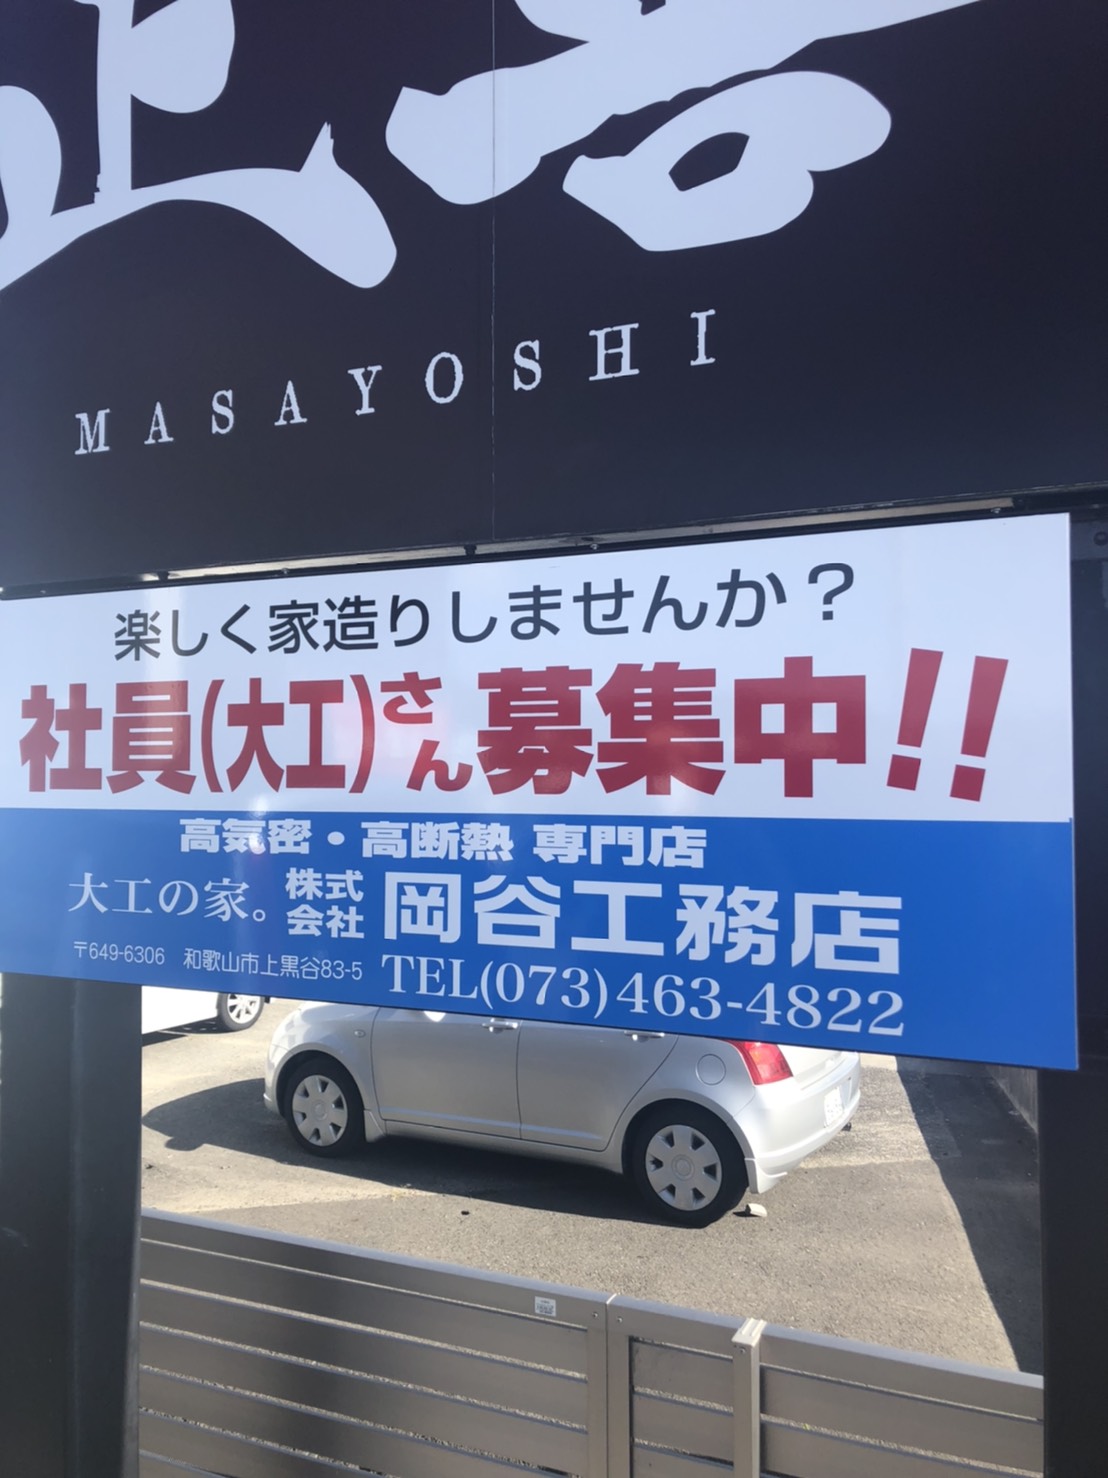 MASAYOSHI
楽しく家造りしませんか？
社員(大工)さん募集中!!
高気密・高断熱 専門店
大工の家。株式会社 岡谷工務店
〒649-6306 和歌山市上黒谷83-5 TEL(073)463-4822